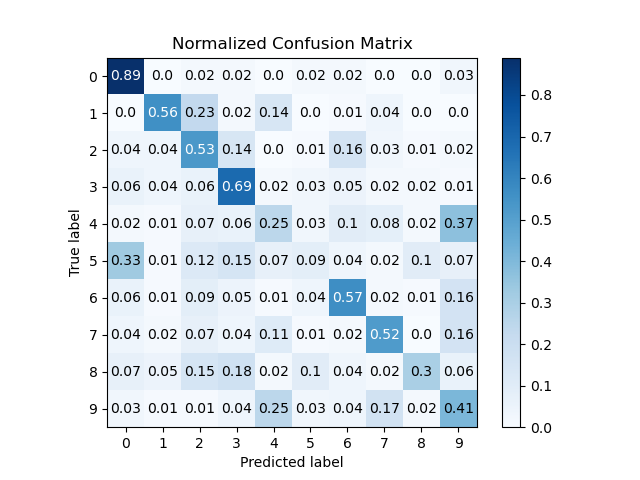 Normalized Confusion Matrix
0 0.89 0.0 0.02 0.02 0.0 0.02 0.02 0.0 0.0 0.03
1 0.0 0.56 0.23 0.02 0.14 0.0 0.01 0.04 0.0 0.0
2 0.04 0.04 0.53 0.14 0.0 0.01 0.16 0.03 0.01 0.02
3 0.06 0.04 0.06 0.69 0.02 0.03 0.05 0.02 0.02 0.01
4 0.02 0.01 0.07 0.06 0.25 0.03 0.1 0.08 0.02 0.37
5 0.33 0.01 0.12 0.15 0.07 0.09 0.04 0.02 0.1 0.07
6 0.06 0.01 0.09 0.05 0.01 0.04 0.57 0.02 0.01 0.16
7 0.04 0.02 0.07 0.04 0.11 0.01 0.02 0.52 0.0 0.16
8 0.07 0.05 0.15 0.18 0.02 0.1 0.04 0.02 0.3 0.06
9 0.03 0.01 0.01 0.04 0.25 0.03 0.04 0.17 0.02 0.41
0 1 2 3 4 5 6 7 8 9
Predicted label
True label
0.8
0.7
0.6
0.5
0.4
0.3
0.2
0.1
0.0